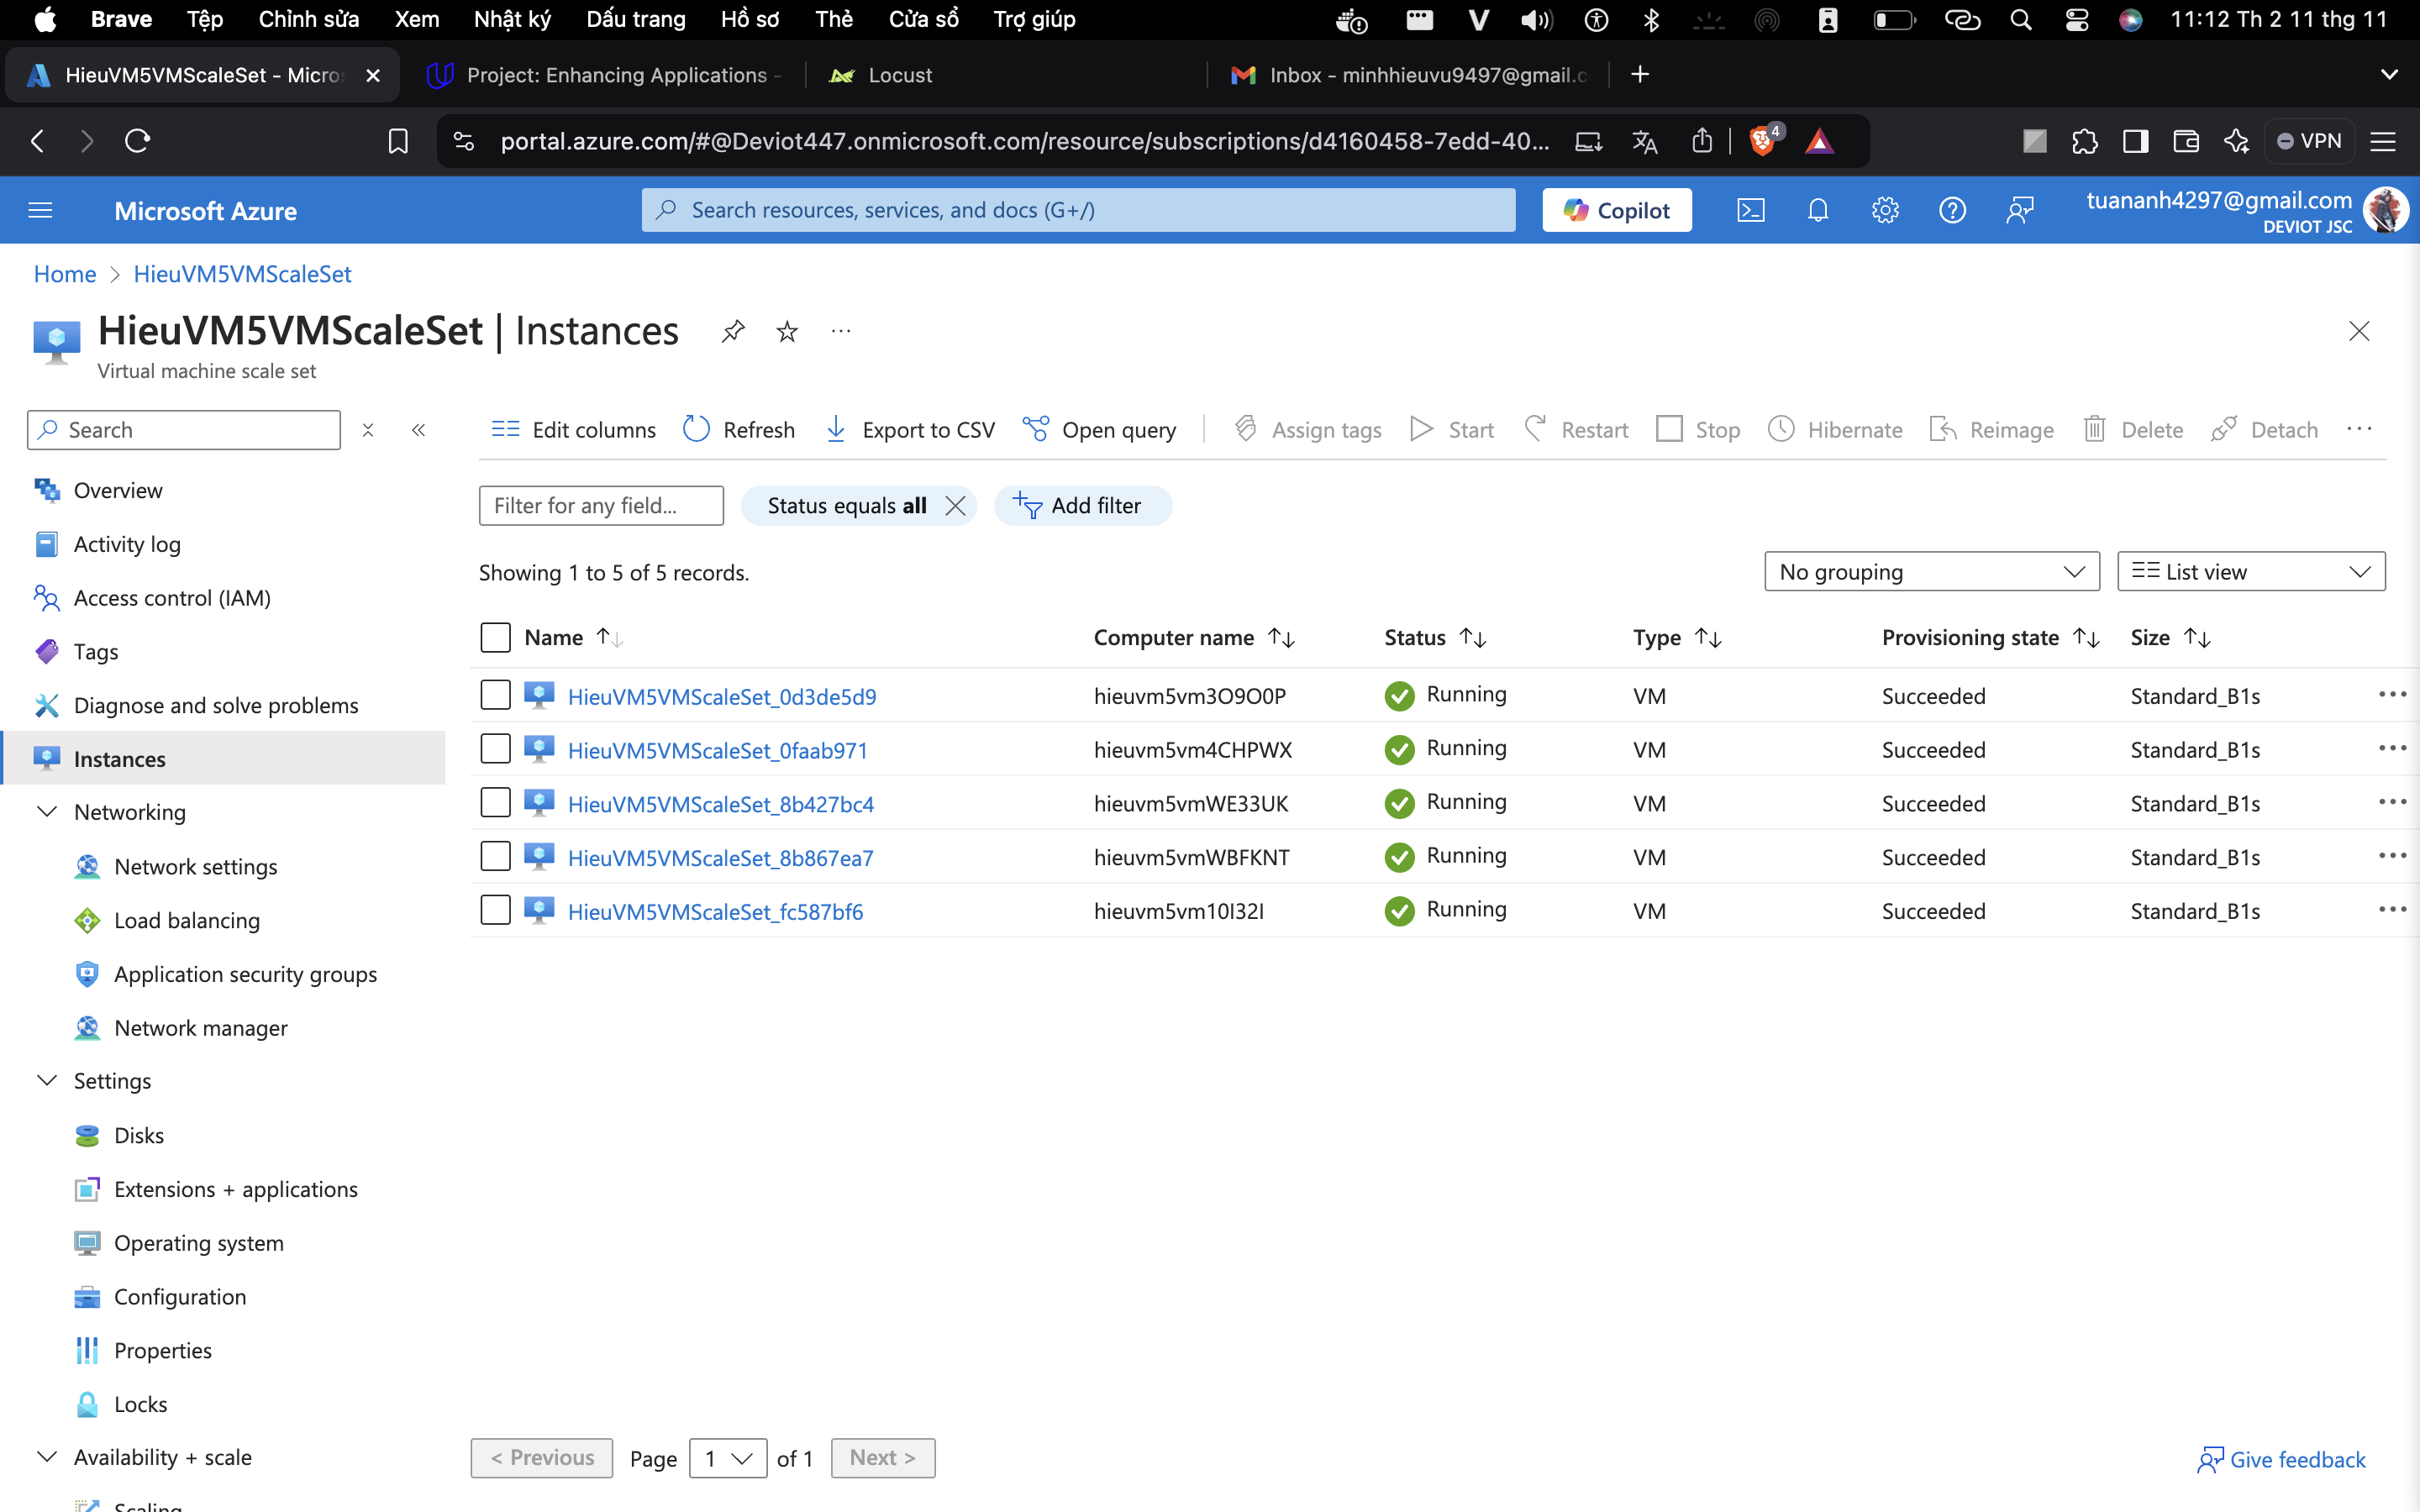 Brave Tệp Chỉnh sửa Xem Nhật ký Dấu trang Hồ sơ Thẻ Cửa sổ Trợ giúp 11:12 Th 2 11 thg 11
HieuVM5VMScaleSet - Micros Project: Enhancing Applications - Locust Inbox - minhhieuvu9497@gmail.c
portal.azure.com/#@Deviot447.onmicrosoft.com/resource/subscriptions/d4160458-7edd-40... 4 VPN
Microsoft Azure Search resources, services, and docs (G+/) Copilot tuananh4297@gmail.com
DEVIOT JSC
Home > HieuVM5VMScaleSet
HieuVM5VMScaleSet | Instances
Virtual machine scale set
Search Edit columns Refresh Export to CSV Open query Assign tags Start Restart Stop Hibernate Reimage Delete Detach
Overview
Activity log
Access control (IAM)
Tags
Diagnose and solve problems
Instances
Networking
Network settings
Load balancing
Application security groups
Network manager
Settings
Disks
Extensions + applications
Operating system
Configuration
Properties
Locks
Availability + scale
Scaling
Filter for any field... Status equals all Add filter
Showing 1 to 5 of 5 records. No grouping List view
Name Computer name Status Type Provisioning state Size
HieuVM5VMScaleSet_0d3de5d9 hieuvm5vm3O9O0P Running VM Succeeded Standard_B1s
HieuVM5VMScaleSet_0faab971 hieuvm5vm4CHPWX Running VM Succeeded Standard_B1s
HieuVM5VMScaleSet_8b427bc4 hieuvm5vmWE33UK Running VM Succeeded Standard_B1s
HieuVM5VMScaleSet_8b867ea7 hieuvm5vmWBFKNT Running VM Succeeded Standard_B1s
HieuVM5VMScaleSet_fc587bf6 hieuvm5vm10I32I Running VM Succeeded Standard_B1s
< Previous Page 1 of 1 Next > Give feedback